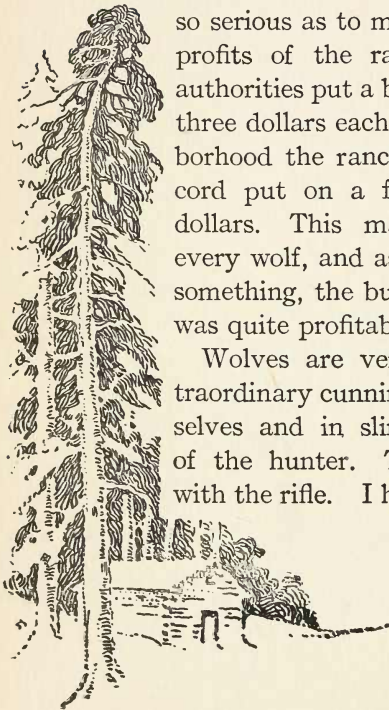 so serious as to m
profits of the ra
authorities put a b
three dollars each
borhood the ranc
cord put on a f
dollars. This ma
every wolf, and as
something, the bu
was quite profitab
Wolves are ve
traordinary cunnin
selves and in sli
of the hunter. T
with the rifle. I h